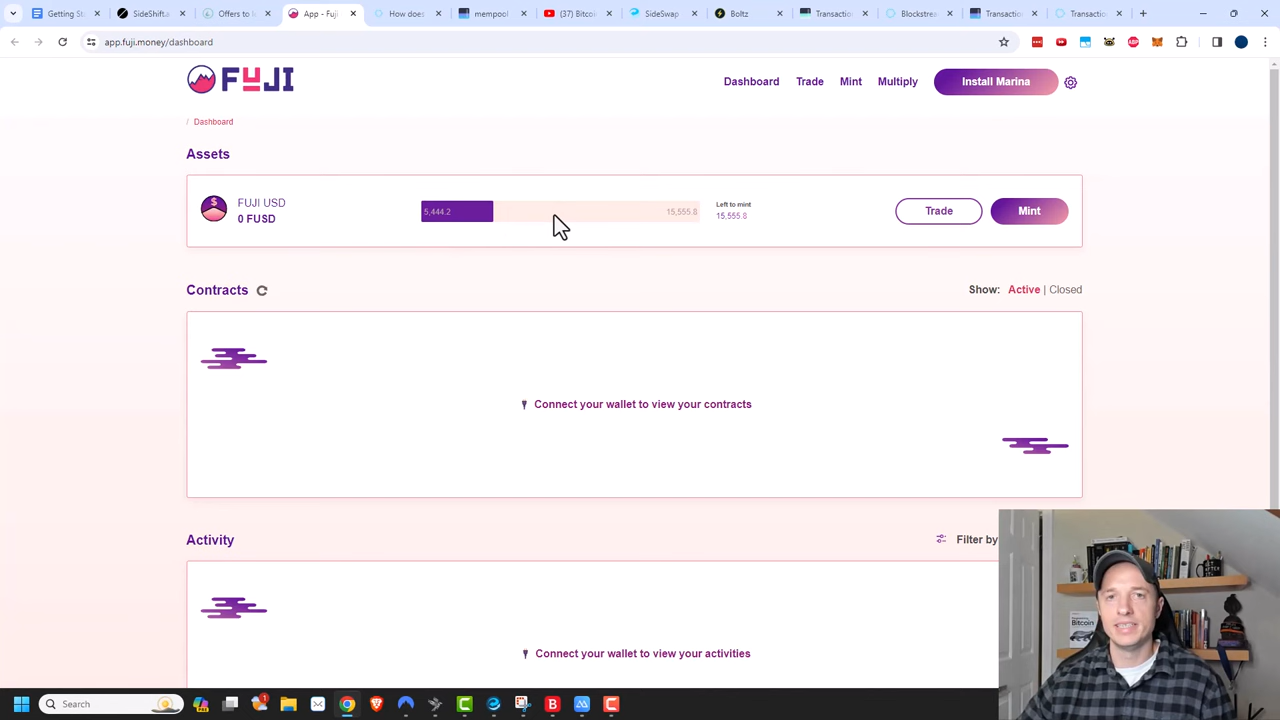 Getting St
SideShift.
Offers to l
App - Fuji
How does
mempool
(37) Bitcoi
SideSwap
Boltz
Transaction
Blockstrea
Transaction
Transactio
app.fuji.money/dashboard
FUJI
Dashboard
Trade
Mint
Multiply
Install Marina
/ Dashboard
Assets
FUJI USD
0 FUSD
5,444.2
15,555.8
Left to mint
15,555.8
Trade
Mint
Contracts
Show: Active | Closed
Connect your wallet to view your contracts
Activity
Filter by
Connect your wallet to view your activities
Bitcoin
Search